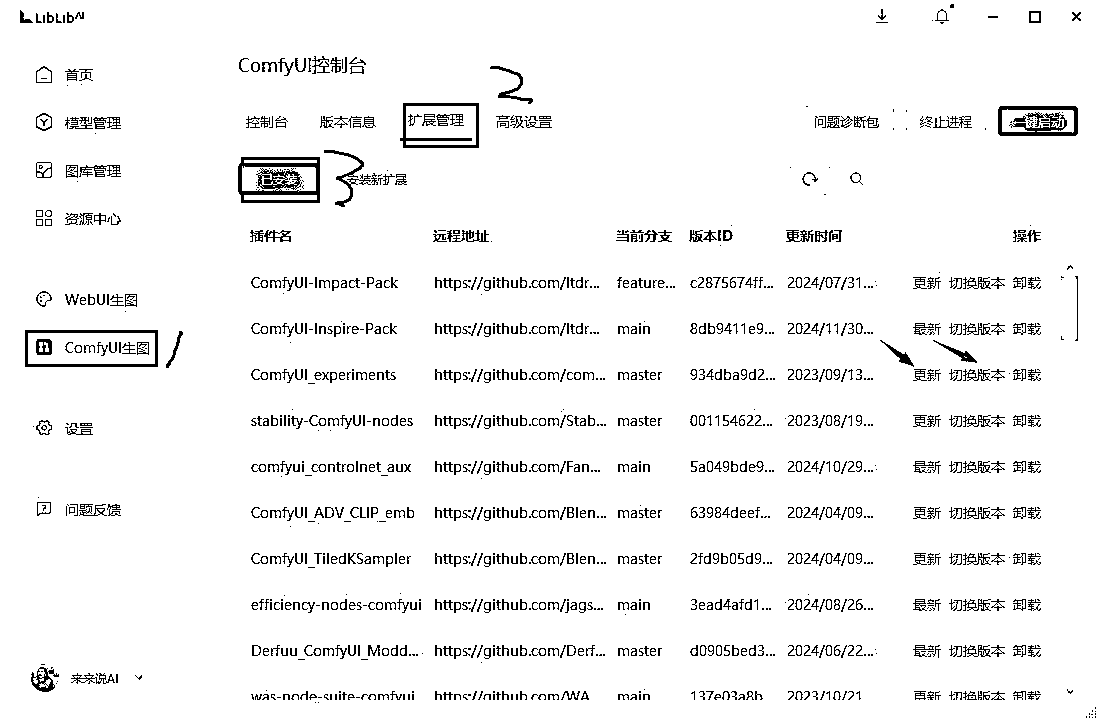 LIBLIBAI
首页
模型管理
图库管理
资源中心
WebUI生图
ComfyUI生图 1
设置
问题反馈
来来说AI
ComfyUI控制台
2
控制台 版本信息 扩展管理 高级设置 问题诊断包 终止进程 一键启动
已安装 3 安装新扩展
插件名 远程地址 当前分支 版本ID 更新时间 操作
ComfyUI-Impact-Pack https://github.com/ltdr... feature... c2875674ff... 2024/07/31... 更新 切换版本 卸载
ComfyUI-Inspire-Pack https://github.com/ltdr... main 8db9411e9... 2024/11/30... 最新 切换版本 卸载
ComfyUI_experiments https://github.com/com... master 934dba9d2... 2023/09/13... 更新 切换版本 卸载
stability-ComfyUI-nodes https://github.com/Stab... master 001154622... 2023/08/19... 更新 切换版本 卸载
comfyui_controlnet_aux https://github.com/Fan... main 5a049bde9... 2024/10/29... 最新 切换版本 卸载
ComfyUI_ADV_CLIP_emb https://github.com/Blen... master 63984deef... 2024/04/09... 更新 切换版本 卸载
ComfyUI_TiledKSampler https://github.com/Blen... master 2fd9b05d9... 2024/04/09... 更新 切换版本 卸载
efficiency-nodes-comfyui https://github.com/jags... main 3ead4afd1... 2024/08/26... 最新 切换版本 卸载
Derfuu_ComfyUI_Modd... https://github.com/Derf... master d0905bed3... 2024/06/22... 最新 切换版本 卸载
was-node-suite-comfyui https://github.com/WA main 137e03a8b 2023/10/21 更新 切换版本 卸载